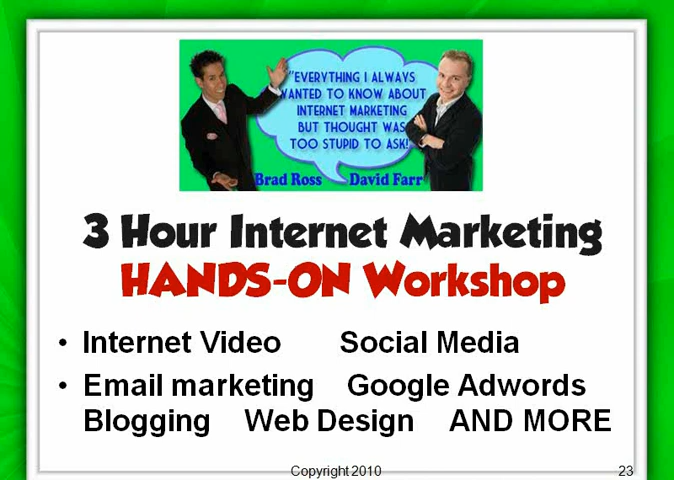 "EVERYTHING I ALWAYS
WANTED TO KNOW ABOUT
INTERNET MARKETING
BUT THOUGHT WAS
TOO STUPID TO ASK!
Brad Ross David Farr
3 Hour Internet Marketing
HANDS-ON Workshop
• Internet Video Social Media
• Email marketing Google Adwords
Blogging Web Design AND MORE
Copyright 2010 23